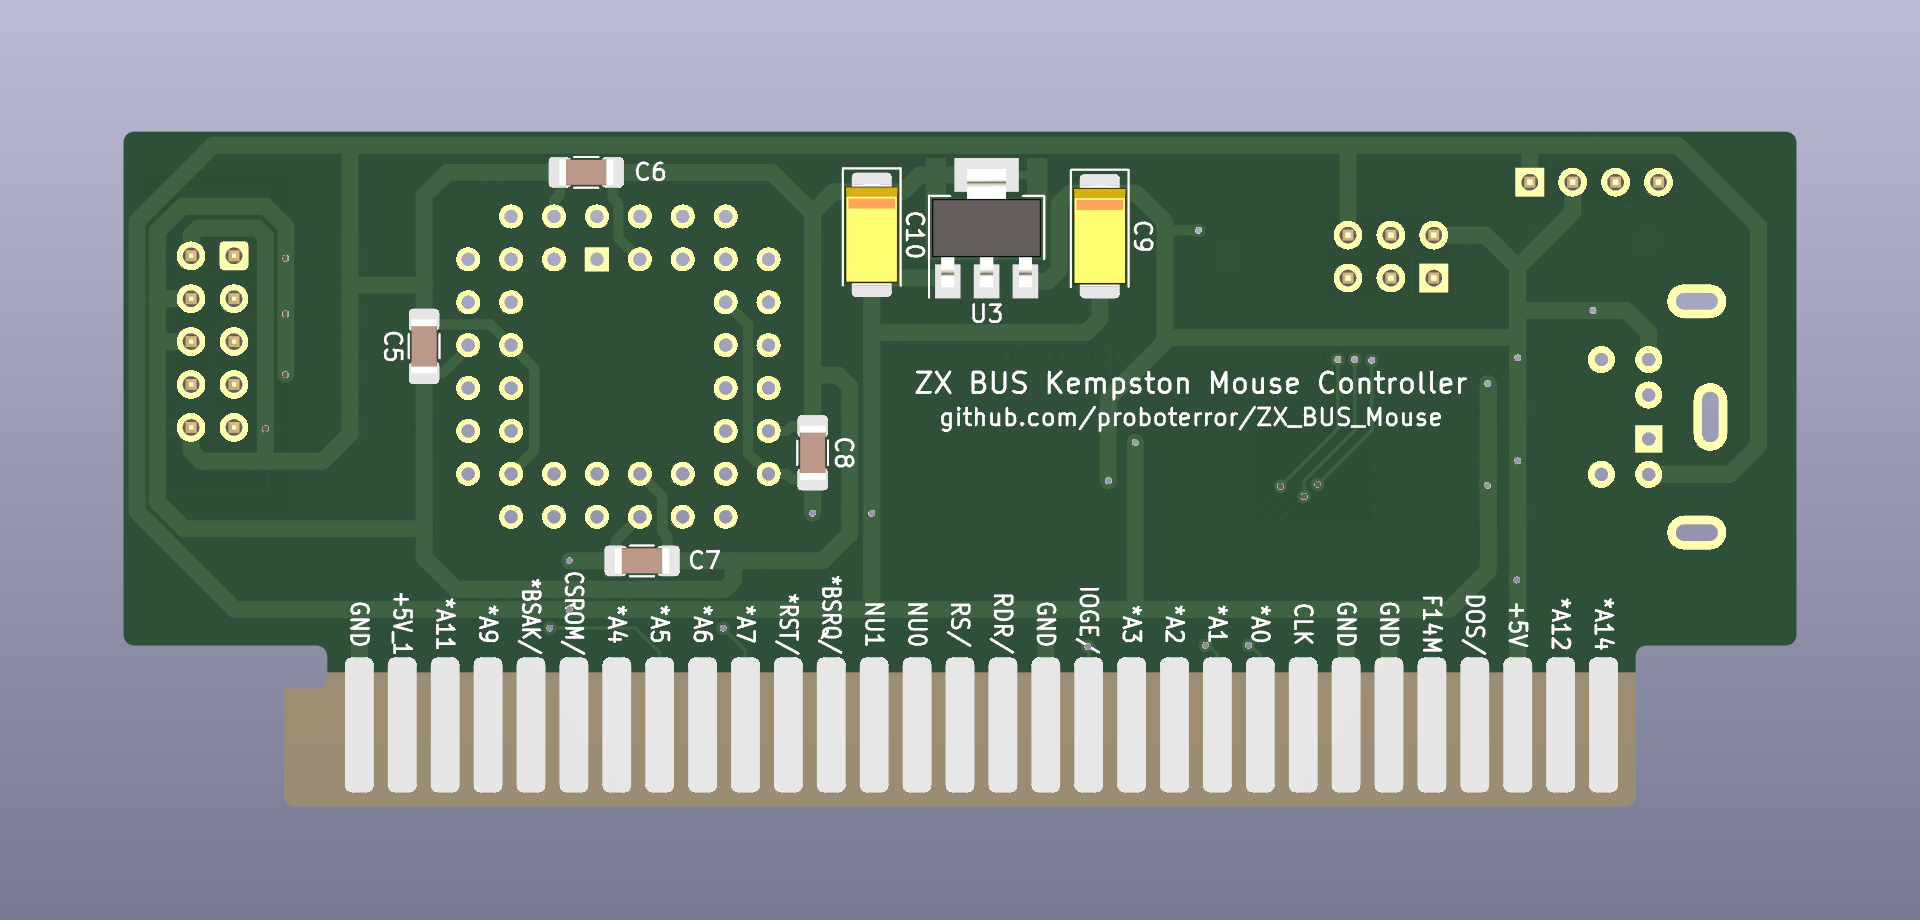 C6
C10
C9
U3
C5
ZX BUS Kempston Mouse Controller
github.com/proboterror/ZX_BUS_Mouse
C8
C7
GND
+5V_1
*A11
*A9
*BSAK/
CSROM/
*A4
*A5
*A6
*A7
*RST/
*BSRQ/
NU1
NU0
RS/
RDR/
GND
IOGE/
*A3
*A2
*A1
*A0
CLK
GND
GND
F14M
DOS/
+5V
*A12
*A14